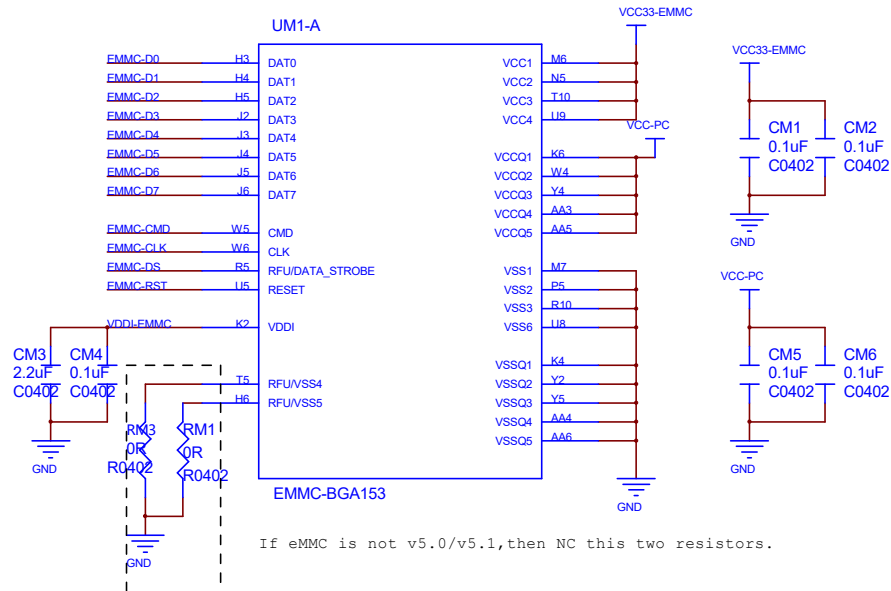 UM1-A
VCC33-EMMC
EMMC-D0 H3 DAT0 VCC1 M6
EMMC-D1 H4 DAT1 VCC2 N5
EMMC-D2 H5 DAT2 VCC3 T10
EMMC-D3 J2 DAT3 VCC4 U9
EMMC-D4 J3 DAT4 VCC-PC
EMMC-D5 J4 DAT5 VCCQ1 K6
EMMC-D6 J5 DAT6 VCCQ2 W4
EMMC-D7 J6 DAT7 VCCQ3 Y4
VCCQ4 AA3
EMMC-CMD W5 CMD VCCQ5 AA5
EMMC-CLK W6 CLK
EMMC-DS R5 RFU/DATA_STROBE VSS1 M7
EMMC-RST U5 RESET VSS2 P5
VSS3 R10
VDDI-EMMC K2 VDDI VSS6 U8
VSSQ1 K4
T5 RFU/VSS4 VSSQ2 Y2
H6 RFU/VSS5 VSSQ3 Y5
VSSQ4 AA4
VSSQ5 AA6
CM3 CM4
2.2uF 0.1uF
C0402 C0402
GND
RM3 RM1
0R 0R
R0402 R0402
GND
EMMC-BGA153
GND
VCC33-EMMC
CM1 CM2
0.1uF 0.1uF
C0402 C0402
GND
VCC-PC
CM5 CM6
0.1uF 0.1uF
C0402 C0402
GND
If eMMC is not v5.0/v5.1,then NC this two resistors.